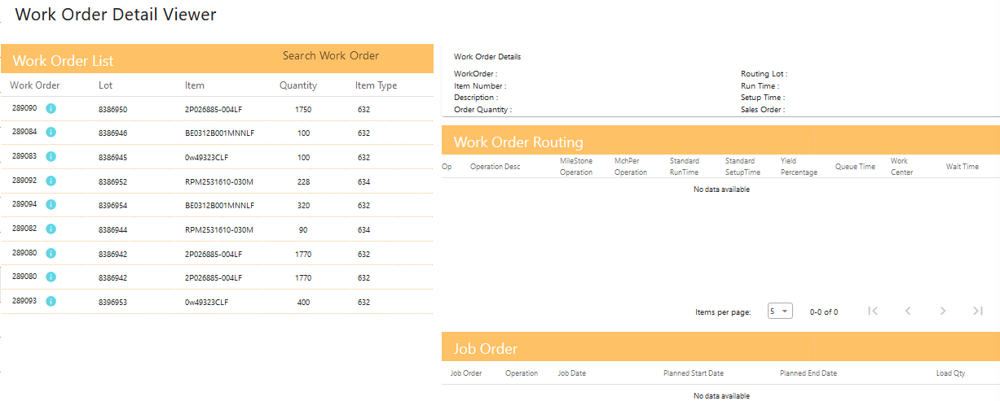 Work Order Detail Viewer
Work Order List Search Work Order
Work Order Lot Item Quantity Item Type
289090 8386950 2P026885-004LF 1750 632
289084 8386946 BE0312B001MNNLF 100 632
289083 8386945 0w49323CLF 100 632
289092 8386952 RPM2531610-030M 228 634
289094 8396954 BE0312B001MNNLF 320 632
289082 8386944 RPM2531610-030M 90 634
289080 8386942 2P026885-004LF 1770 632
289080 8386942 2P026885-004LF 1770 632
289093 8396953 0w49323CLF 400 632
Work Order Details
WorkOrder : Routing Lot :
Item Number : Run Time :
Description : Setup Time :
Order Quantity : Sales Order :
Work Order Routing
Op Operation Desc MileStone Operation MchPer Operation Standard RunTime Standard SetupTime Yield Percentage Queue Time Work Center Wait Time
No data available
Items per page: 5 0-0 of 0
Job Order
Job Order Operation Job Date Planned Start Date Planned End Date Load Qty
No data available